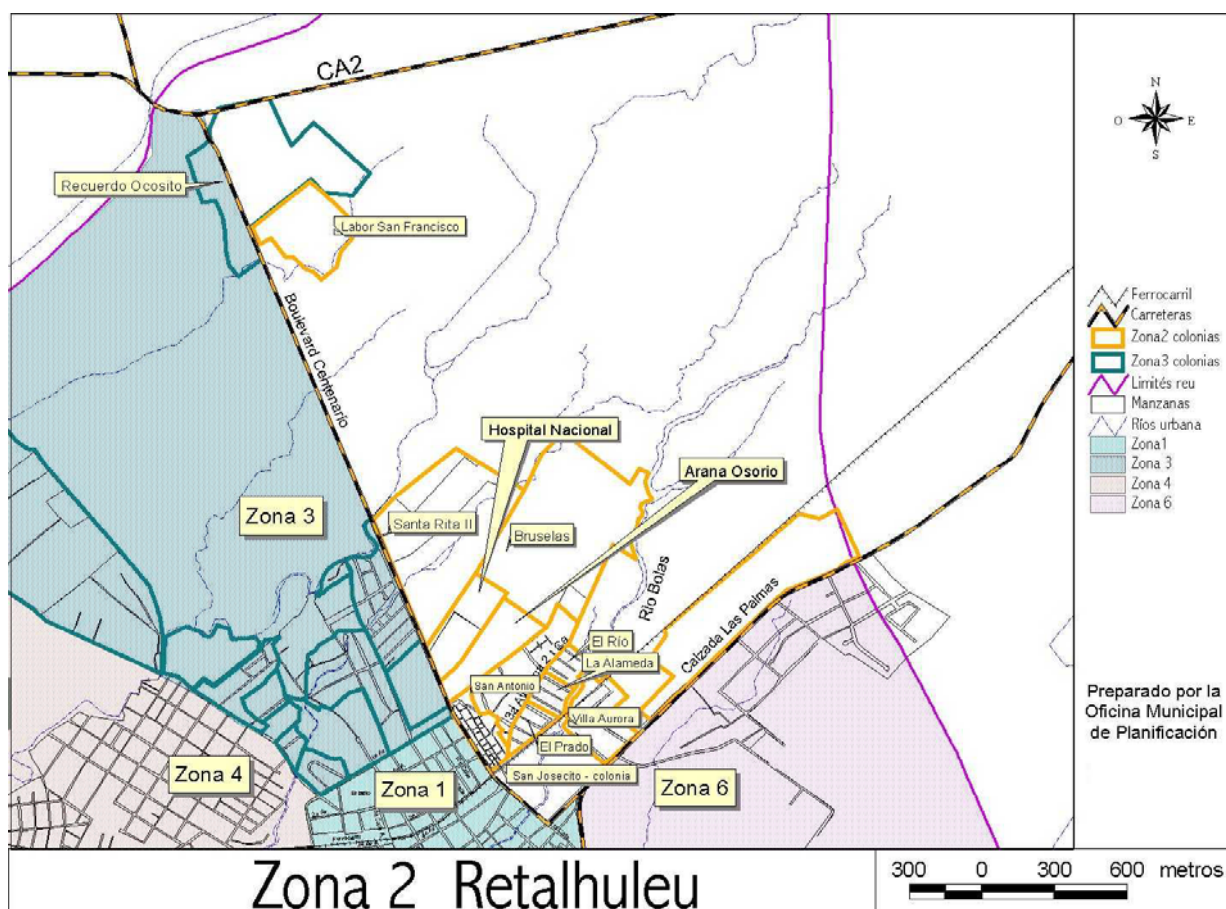 CA2
N
O
E
S
Recuerdo Ocosito
Labor San Francisco
Boulevard Centenario
Hospital Nacional
Arana Osorio
Zona 3
Santa Rita II
Bruselas
Río Bolas
Calzada Las Palmas
El Río
La Alameda
San Antonio
Villa Aurora
El Prado
San Josecito - colonia
Zona 4
Zona 1
Zona 6
Ferrocarril
Carreteras
Zona2 colonias
Zona3 colonias
Limités reu
Manzanas
Ríos urbana
Zona1
Zona 3
Zona 4
Zona 6
Preparado por la
Oficina Municipal
de Planificación
Zona 2 Retalhuleu
300 0 300 600 metros